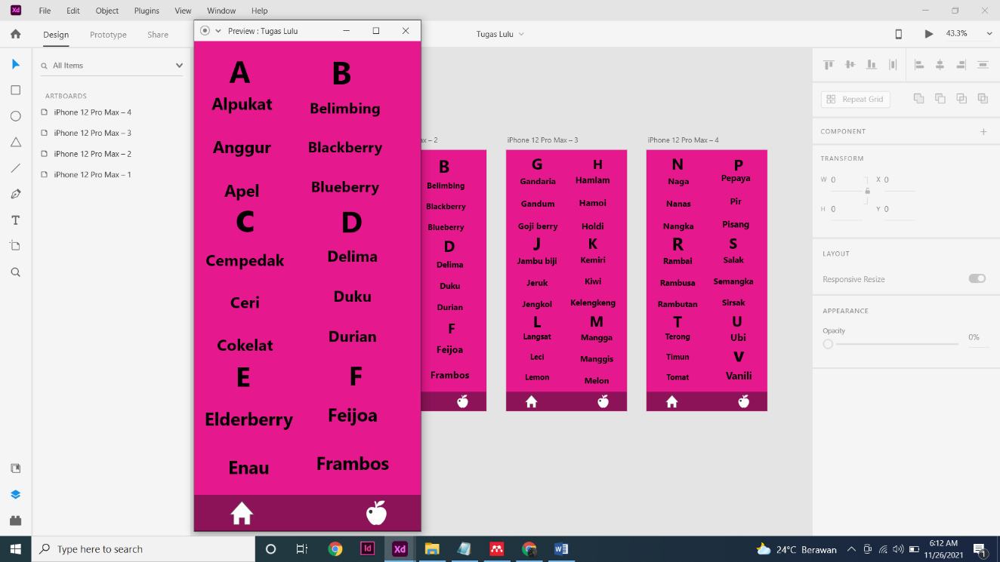 Xd File Edit Object Plugins View Window Help
Design Prototype Share
Tugas Lulu
43.3%
Preview : Tugas Lulu
All Items
ARTBOARDS
iPhone 12 Pro Max – 4
iPhone 12 Pro Max – 3
iPhone 12 Pro Max – 2
iPhone 12 Pro Max – 1
A B
Alpukat Belimbing
Anggur Blackberry
Apel Blueberry
C D
Cempedak Delima
Ceri Duku
Cokelat Durian
E F
Elderberry Feijoa
Enau Frambos
ax – 2
B
Belimbing
Blackberry
Blueberry
D
Delima
Duku
Durian
F
Feijoa
Frambos
iPhone 12 Pro Max – 3
G H
Gandaria Hamlam
Gandum Hamoi
Goji berry Holdi
J K
Jambu biji Kemiri
Jeruk Kiwi
Jengkol Kelengkeng
L M
Langsat Mangga
Leci Manggis
Lemon Melon
iPhone 12 Pro Max – 4
N P
Naga Pepaya
Nanas Pir
Nangka Pisang
R S
Rambai Salak
Rambusa Semangka
Rambutan Sirsak
T U
Terong Ubi
Timun V
Tomat Vanili
Repeat Grid
COMPONENT
TRANSFORM
W 0 X 0
H 0 Y 0
LAYOUT
Responsive Resize
APPEARANCE
Opacity
0%
Type here to search
Id Xd
24°C Berawan
6:12 AM
11/26/2021
1